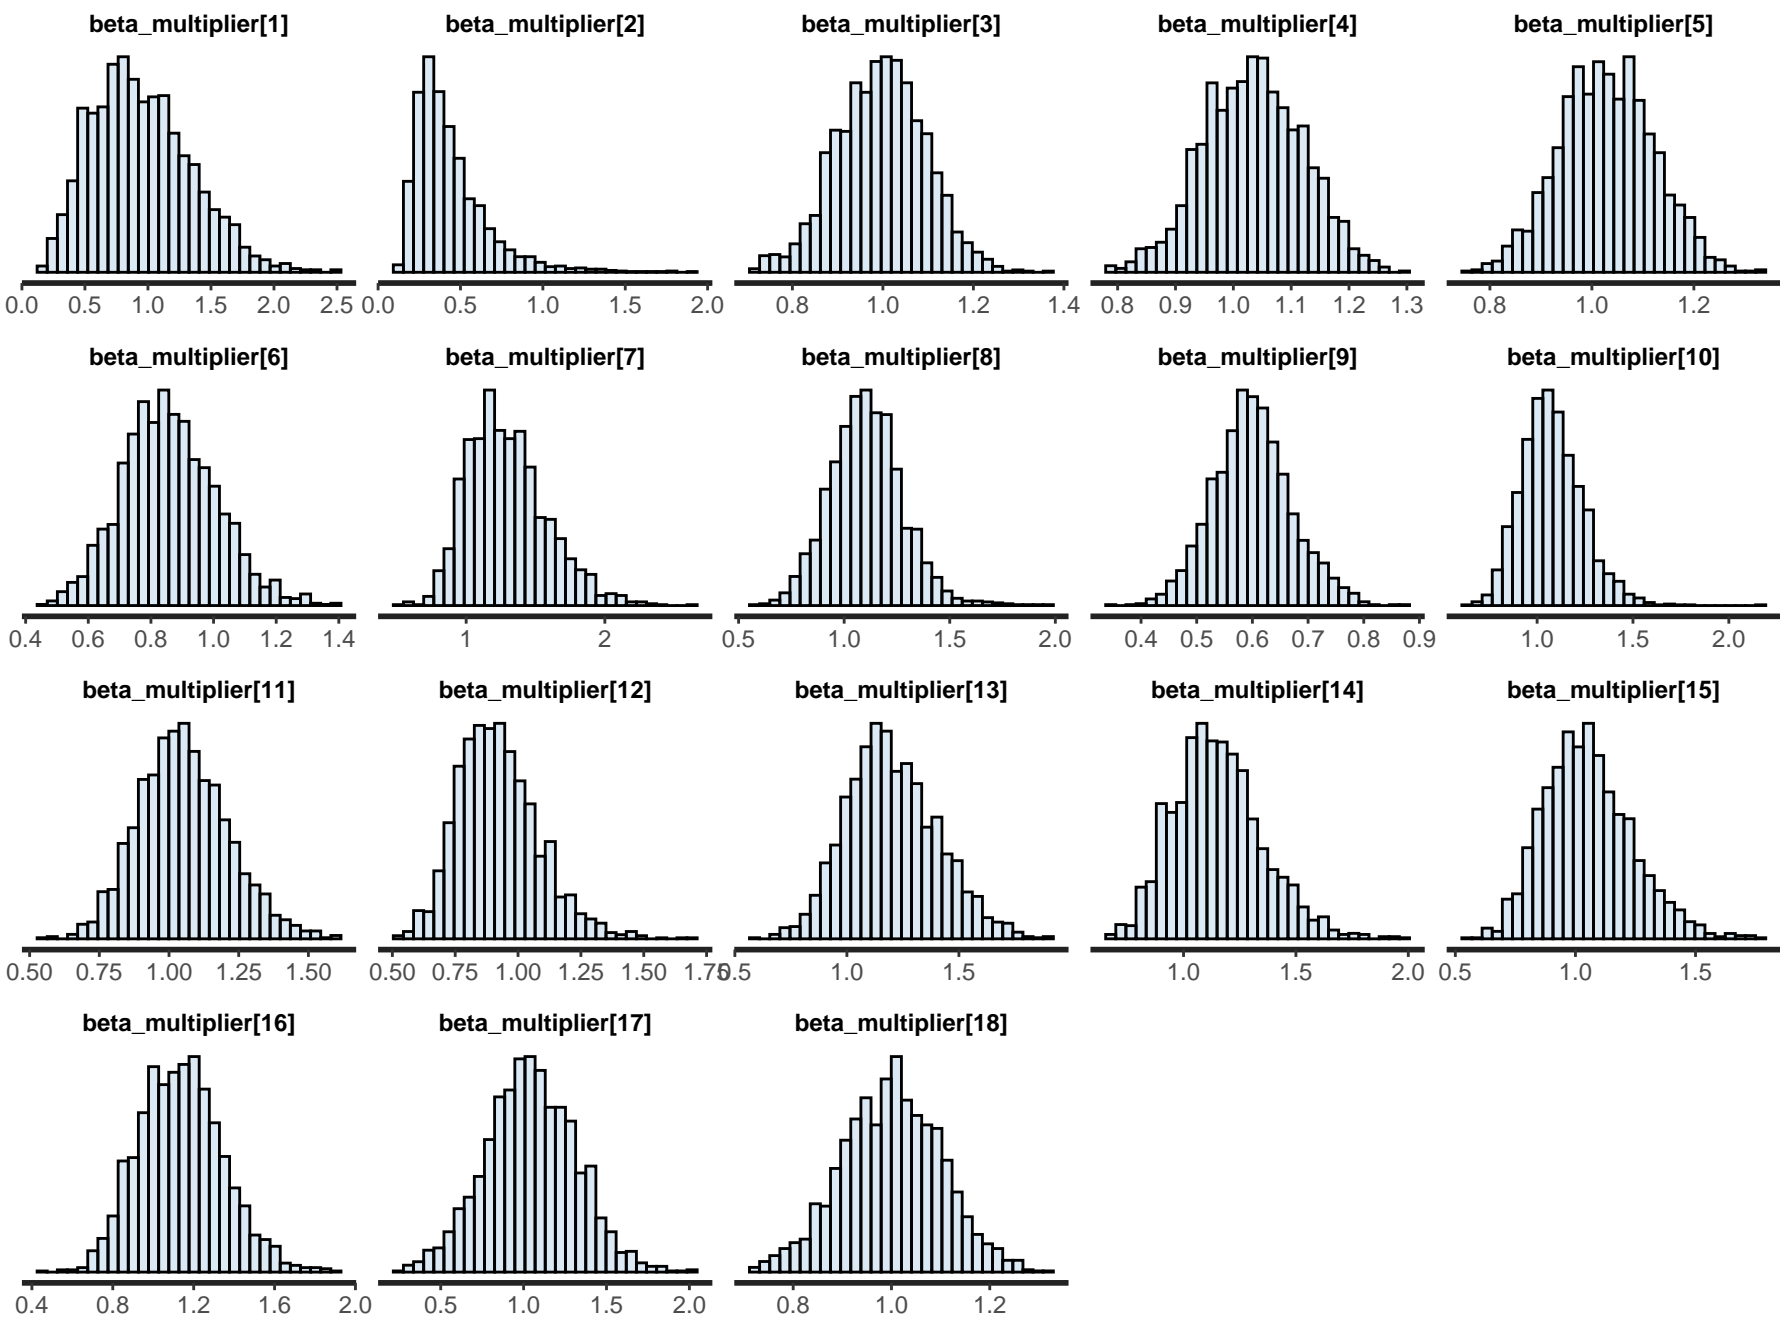 beta_multiplier[1] beta_multiplier[2] beta_multiplier[3] beta_multiplier[4] beta_multiplier[5]
0.0 0.5 1.0 1.5 2.0 2.5 0.0 0.5 1.0 1.5 2.0 0.8 1.0 1.2 1.4 0.8 0.9 1.0 1.1 1.2 1.3 0.8 1.0 1.2
beta_multiplier[6] beta_multiplier[7] beta_multiplier[8] beta_multiplier[9] beta_multiplier[10]
0.4 0.6 0.8 1.0 1.2 1.4 1 2 0.5 1.0 1.5 2.0 0.4 0.5 0.6 0.7 0.8 0.9 1.0 1.5 2.0
beta_multiplier[11] beta_multiplier[12] beta_multiplier[13] beta_multiplier[14] beta_multiplier[15]
0.50 0.75 1.00 1.25 1.50 0.50 0.75 1.00 1.25 1.50 1.75 0.5 1.0 1.5 1.0 1.5 2.0 0.5 1.0 1.5
beta_multiplier[16] beta_multiplier[17] beta_multiplier[18]
0.4 0.8 1.2 1.6 2.0 0.5 1.0 1.5 2.0 0.8 1.0 1.2